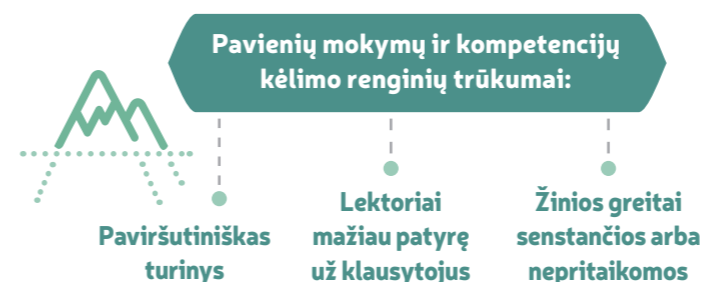 Pavienių mokymų ir kompetencijų
kėlimo renginių trūkumai:
Paviršutiniškas
turinys
Lektoriai
mažiau patyrę
už klausytojus
Žinios greitai
senstančios arba
nepritaikomos